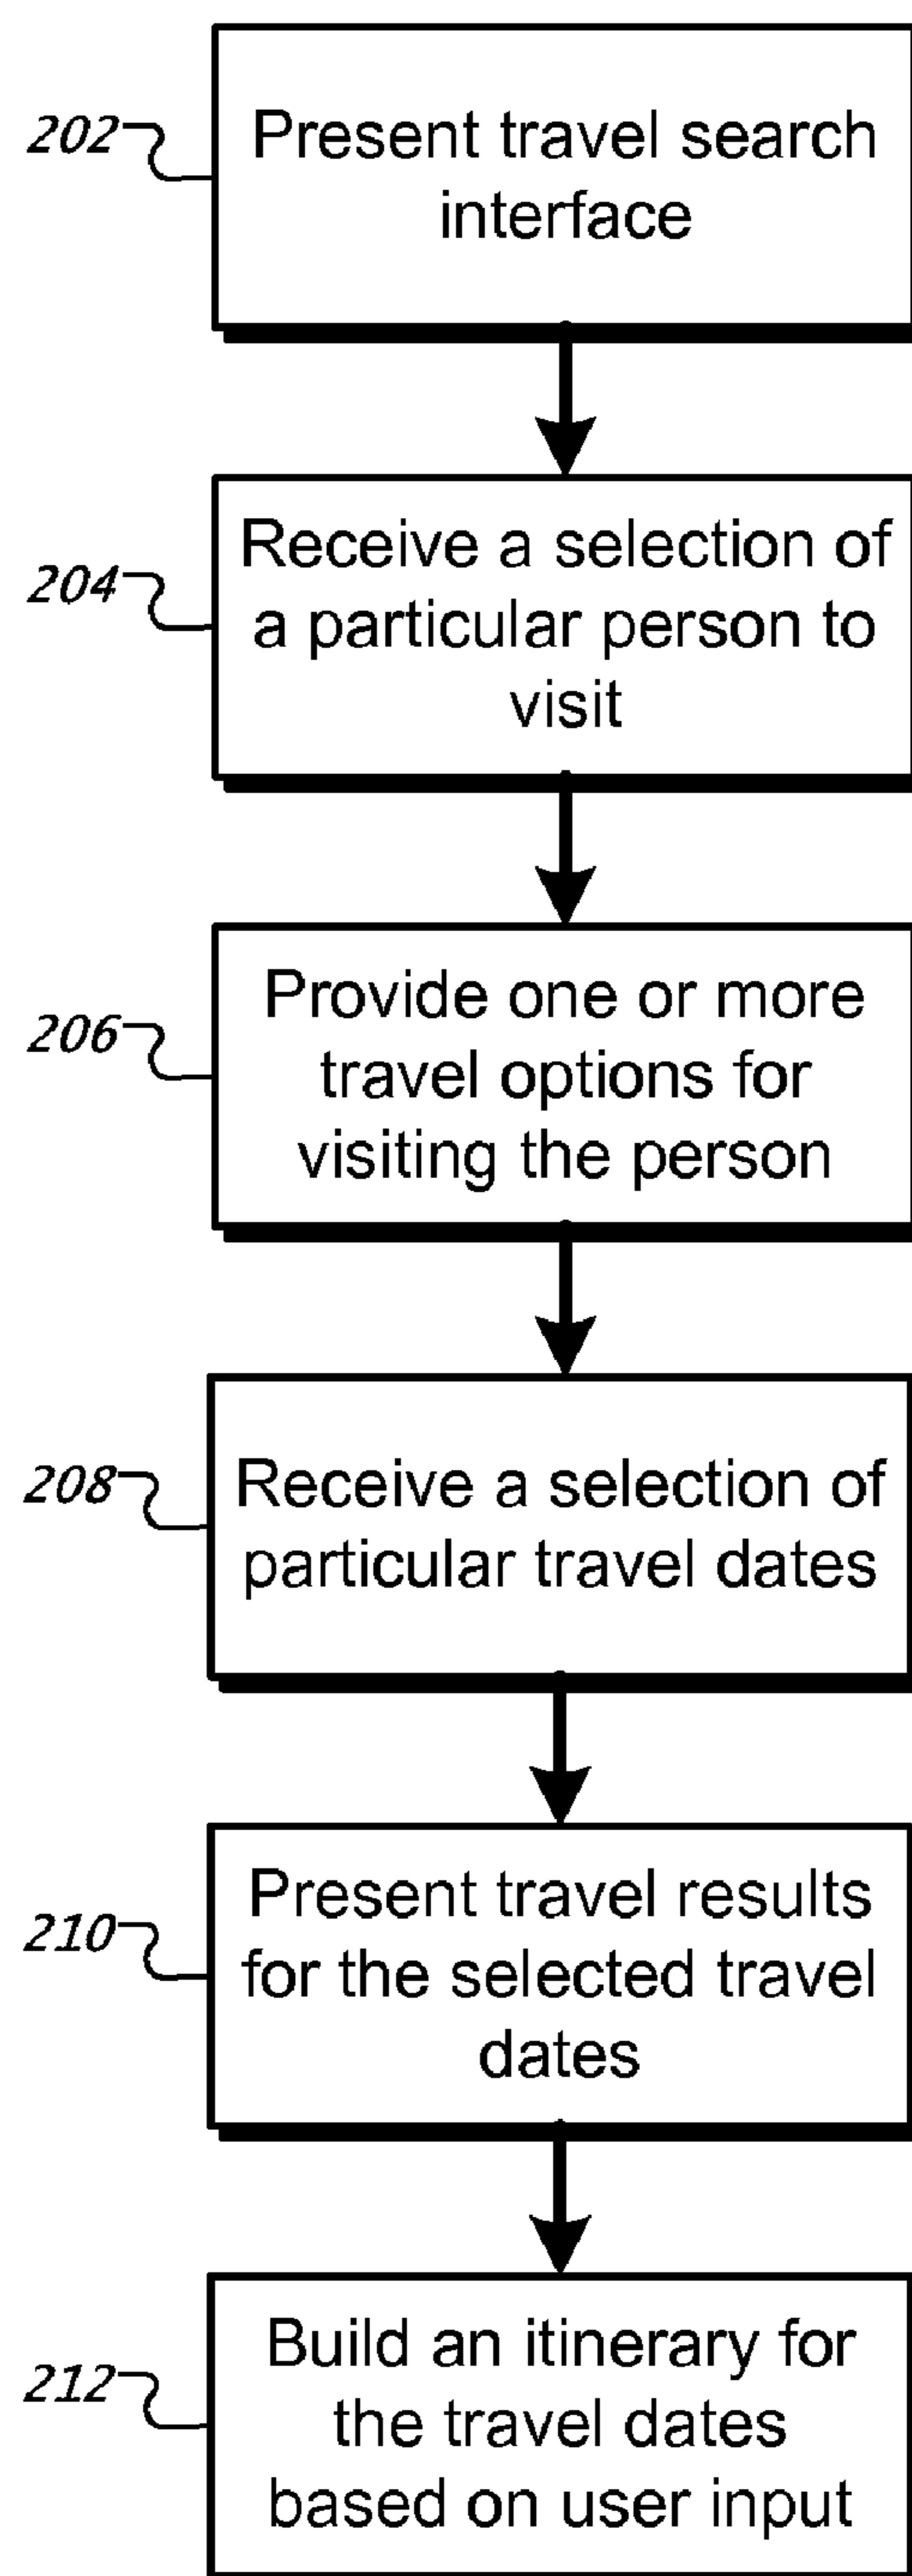 202
Present travel search
interface
204
Receive a selection of
a particular person to
visit
206
Provide one or more
travel options for
visiting the person
208
Receive a selection of
particular travel dates
210
Present travel results
for the selected travel
dates
212
Build an itinerary for
the travel dates
based on user input